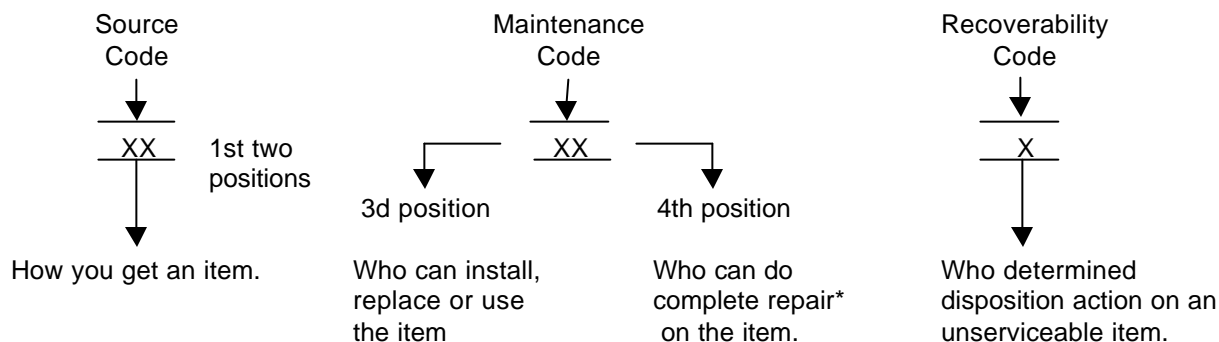 Source
Code
XX
1st two
positions
How you get an item.
Maintenance
Code
XX
3d position
4th position
Who can install,
replace or use
the item
Who can do
complete repair*
on the item.
Recoverability
Code
X
Who determined
disposition action on an
unserviceable item.